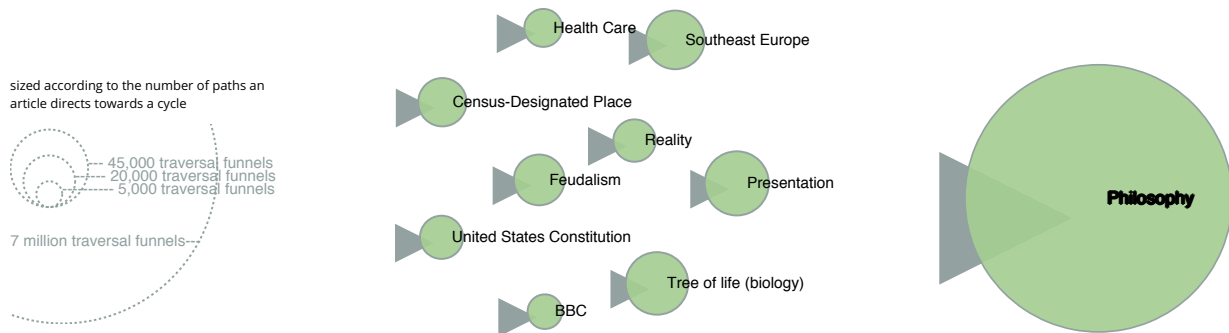 sized according to the number of paths an
article directs towards a cycle
45,000 traversal funnels
20,000 traversal funnels
5,000 traversal funnels
7 million traversal funnels
Health Care
Southeast Europe
Census-Designated Place
Reality
Feudalism
Presentation
United States Constitution
Tree of life (biology)
BBC
Philosophy